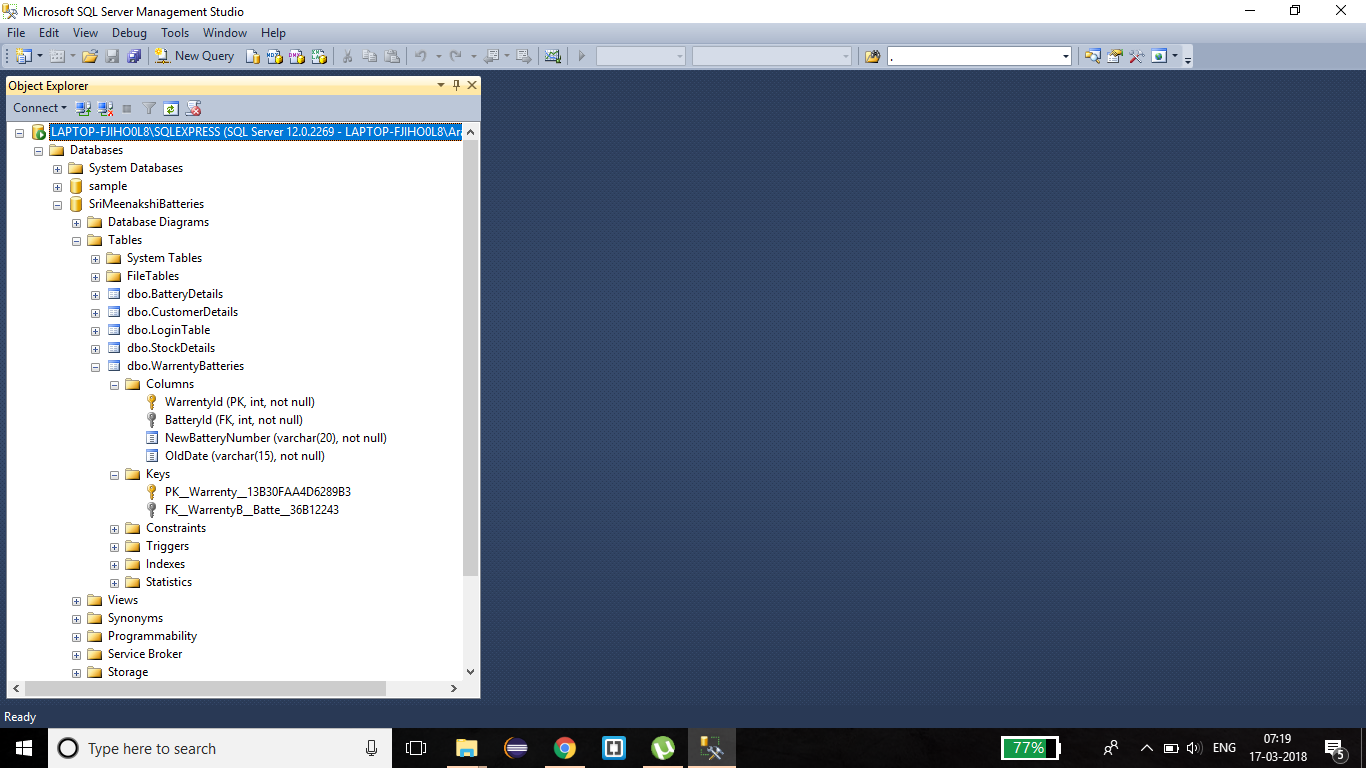 Microsoft SQL Server Management Studio
File Edit View Debug Tools Window Help
New Query
.
Object Explorer
Connect
LAPTOP-FJIHO0L8\SQLEXPRESS (SQL Server 12.0.2269 - LAPTOP-FJIHO0L8\Ara
Databases
System Databases
sample
SriMeenakshiBatteries
Database Diagrams
Tables
System Tables
FileTables
dbo.BatteryDetails
dbo.CustomerDetails
dbo.LoginTable
dbo.StockDetails
dbo.WarrentyBatteries
Columns
WarrentyId (PK, int, not null)
BatteryId (FK, int, not null)
NewBatteryNumber (varchar(20), not null)
OldDate (varchar(15), not null)
Keys
PK__Warrenty__13B30FAA4D6289B3
FK__WarrentyB__Batte__36B12243
Constraints
Triggers
Indexes
Statistics
Views
Synonyms
Programmability
Service Broker
Storage
Ready
Type here to search
77%
ENG
07:19
17-03-2018
5